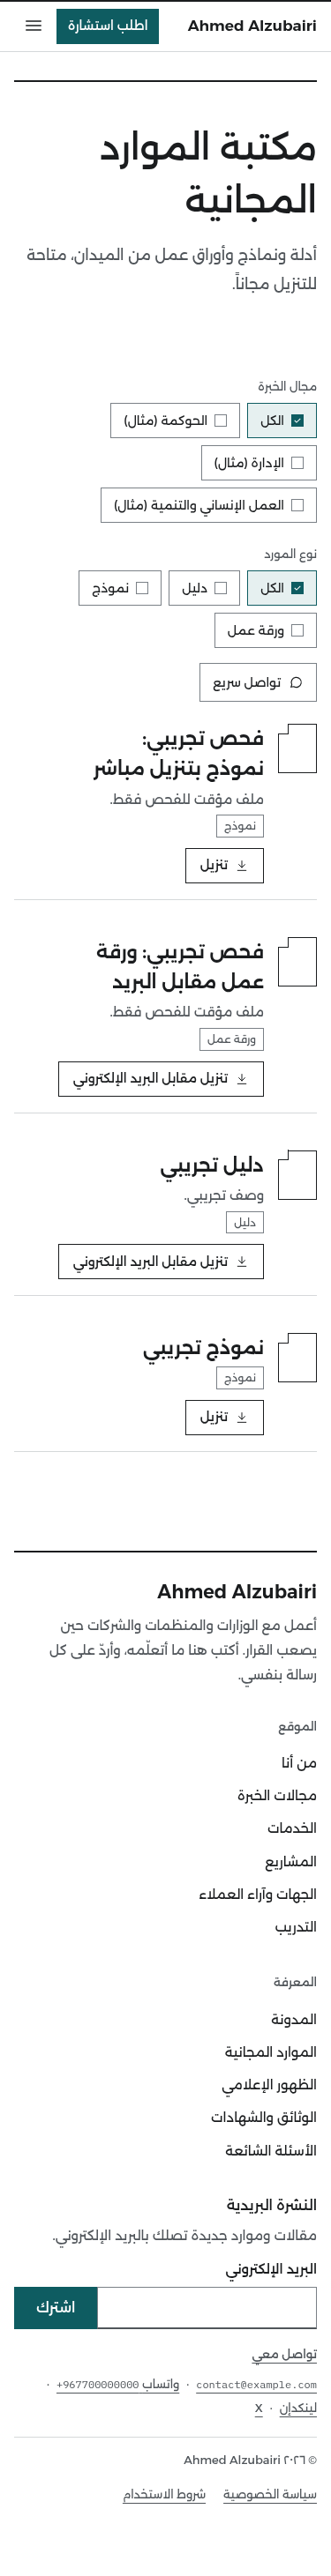 Ahmed Alzubairi
اطلب استشارة
مكتبة الموارد
المجانية
أدلة ونماذج وأوراق عمل من الميدان، متاحة
للتنزيل مجاناً.
مجال الخبرة
الكل
الحوكمة (مثال)
الإدارة (مثال)
العمل الإنساني والتنمية (مثال)
نوع المورد
الكل
دليل
نموذج
ورقة عمل
تواصل سريع
فحص تجريبي:
نموذج بتنزيل مباشر
ملف مؤقت للفحص فقط.
نموذج
تنزيل
فحص تجريبي: ورقة
عمل مقابل البريد
ملف مؤقت للفحص فقط.
ورقة عمل
تنزيل مقابل البريد الإلكتروني
دليل تجريبي
وصف تجريبي.
دليل
تنزيل مقابل البريد الإلكتروني
نموذج تجريبي
نموذج
تنزيل
Ahmed Alzubairi
أعمل مع الوزارات والمنظمات والشركات حين
يصعب القرار. أكتب هنا ما أتعلّمه، وأردّ على كل
رسالة بنفسي.
الموقع
من أنا
مجالات الخبرة
الخدمات
المشاريع
الجهات وآراء العملاء
التدريب
المعرفة
المدونة
الموارد المجانية
الظهور الإعلامي
الوثائق والشهادات
الأسئلة الشائعة
النشرة البريدية
مقالات وموارد جديدة تصلك بالبريد الإلكتروني.
البريد الإلكتروني
اشترك
تواصل معي
contact@example.com · واتساب +967700000000 ·
لينكدإن · X
© ٢٠٢٦ Ahmed Alzubairi
سياسة الخصوصية
شروط الاستخدام